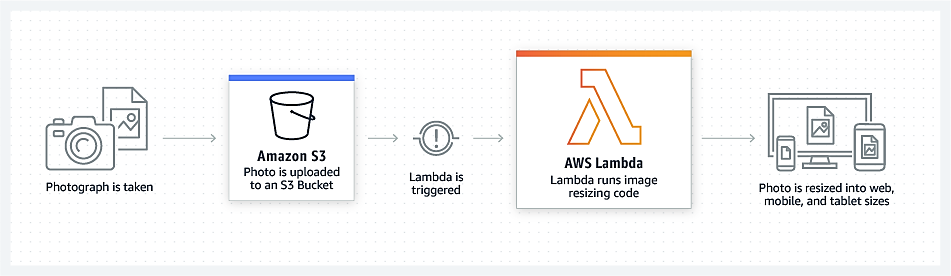 Photograph is taken
Amazon S3
Photo is uploaded
to an S3 Bucket
Lambda is
triggered
AWS Lambda
Lambda runs image
resizing code
Photo is resized into web,
mobile, and tablet sizes